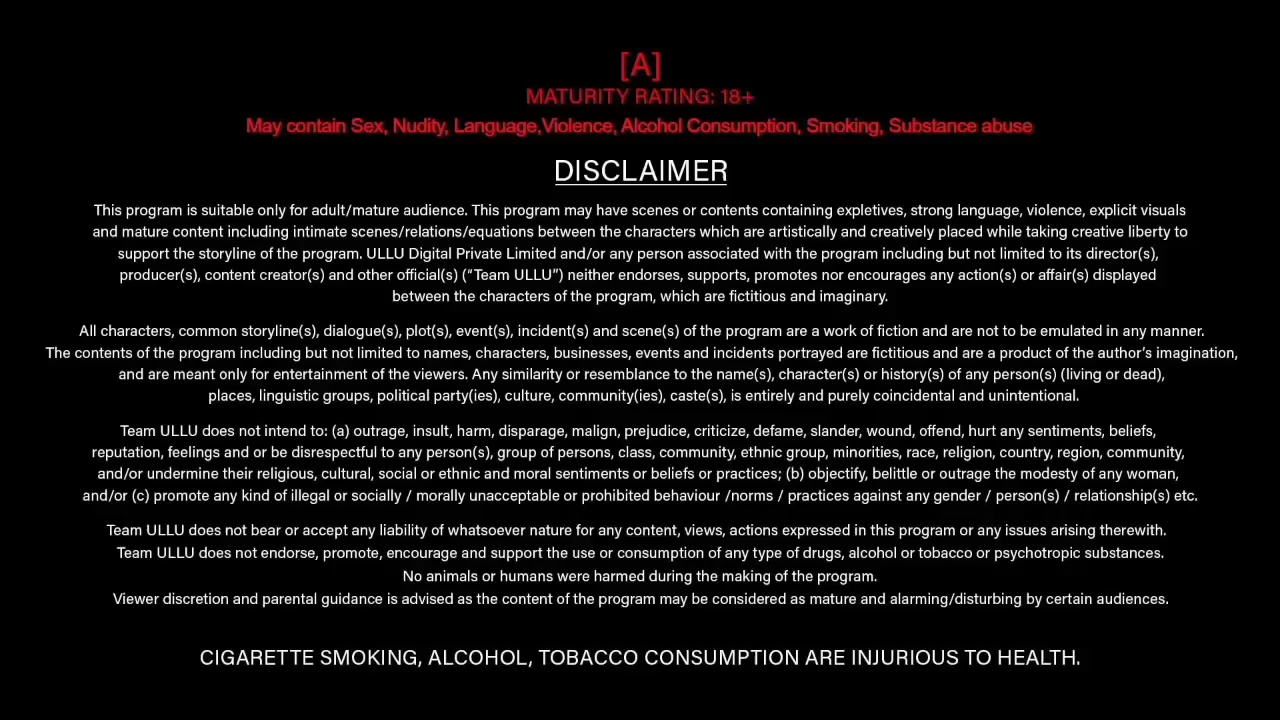 [A]
MATURITY RATING: 18+
May contain Sex, Nudity, Language,Violence, Alcohol Consumption, Smoking, Substance abuse
DISCLAIMER
This program is suitable only for adult/mature audience. This program may have scenes or contents containing expletives, strong language, violence, explicit visuals
and mature content including intimate scenes/relations/equations between the characters which are artistically and creatively placed while taking creative liberty to
support the storyline of the program. ULLU Digital Private Limited and/or any person associated with the program including but not limited to its director(s),
producer(s), content creator(s) and other official(s) (“Team ULLU”) neither endorses, supports, promotes nor encourages any action(s) or affair(s) displayed
between the characters of the program, which are fictitious and imaginary.
All characters, common storyline(s), dialogue(s), plot(s), event(s), incident(s) and scene(s) of the program are a work of fiction and are not to be emulated in any manner.
The contents of the program including but not limited to names, characters, businesses, events and incidents portrayed are fictitious and are a product of the author’s imagination,
and are meant only for entertainment of the viewers. Any similarity or resemblance to the name(s), character(s) or history(s) of any person(s) (living or dead),
places, linguistic groups, political party(ies), culture, community(ies), caste(s), is entirely and purely coincidental and unintentional.
Team ULLU does not intend to: (a) outrage, insult, harm, disparage, malign, prejudice, criticize, defame, slander, wound, offend, hurt any sentiments, beliefs,
reputation, feelings and or be disrespectful to any person(s), group of persons, class, community, ethnic group, minorities, race, religion, country, region, community,
and/or undermine their religious, cultural, social or ethnic and moral sentiments or beliefs or practices; (b) objectify, belittle or outrage the modesty of any woman,
and/or (c) promote any kind of illegal or socially / morally unacceptable or prohibited behaviour /norms / practices against any gender / person(s) / relationship(s) etc.
Team ULLU does not bear or accept any liability of whatsoever nature for any content, views, actions expressed in this program or any issues arising therewith.
Team ULLU does not endorse, promote, encourage and support the use or consumption of any type of drugs, alcohol or tobacco or psychotropic substances.
No animals or humans were harmed during the making of the program.
Viewer discretion and parental guidance is advised as the content of the program may be considered as mature and alarming/disturbing by certain audiences.
CIGARETTE SMOKING, ALCOHOL, TOBACCO CONSUMPTION ARE INJURIOUS TO HEALTH.